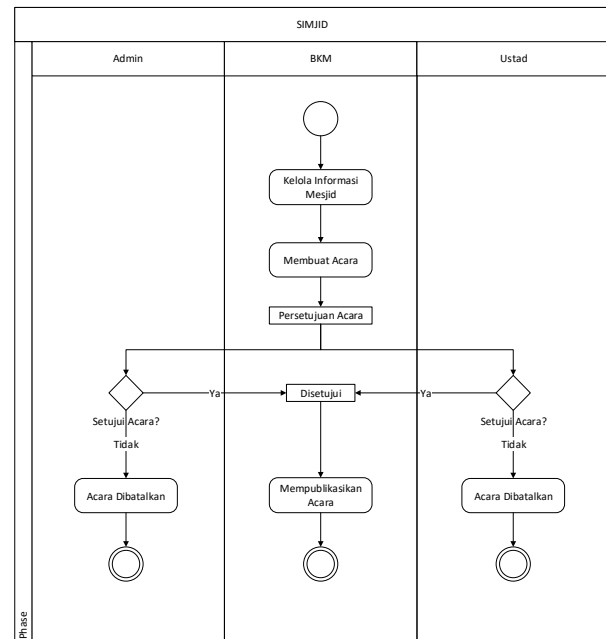 SIMJID
Admin
BKM
Ustad
Kelola Informasi
Mesjid
Membuat Acara
Persetujuan Acara
Ya
Disetujui
Ya
Setujui Acara?
Setujui Acara?
Tidak
Tidak
Acara Dibatalkan
Mempublikasikan
Acara
Acara Dibatalkan
Phase